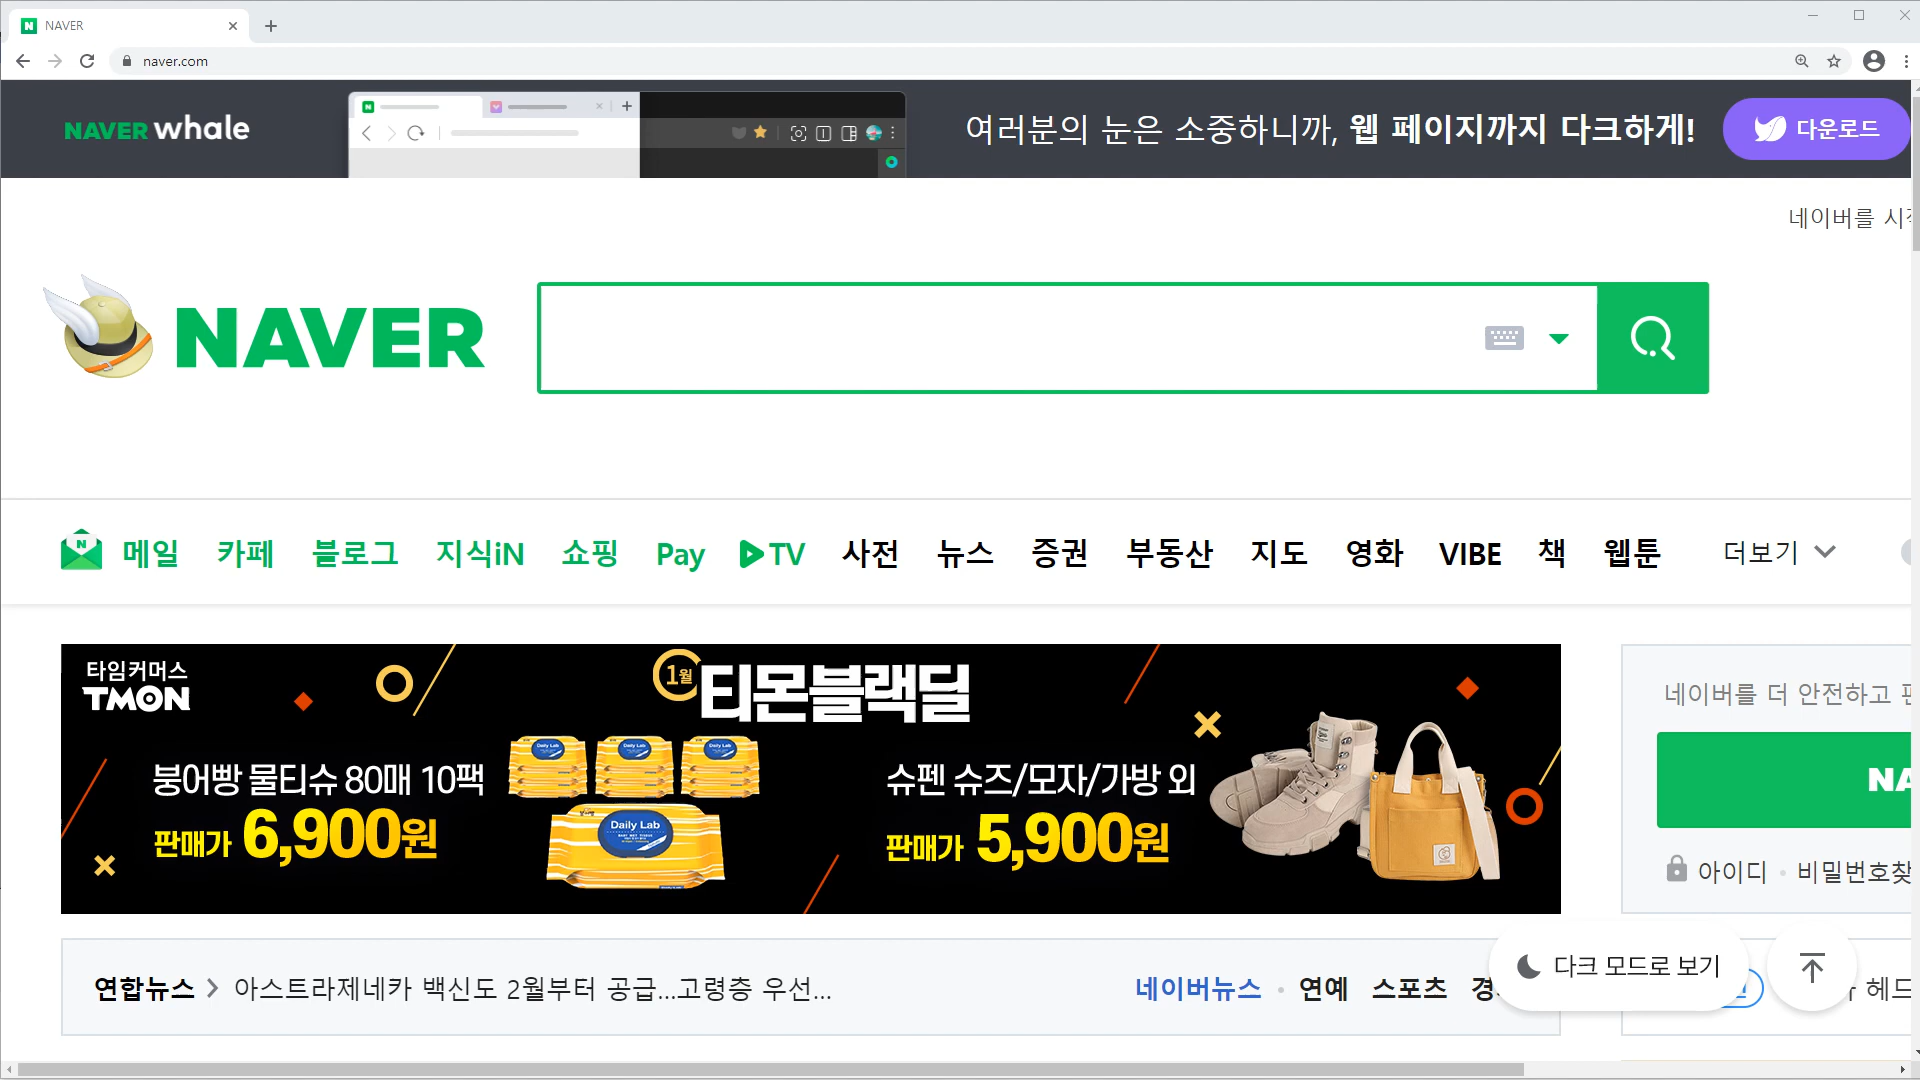 NAVER
naver.com
NAVER whale
여러분의 눈은 소중하니까, 웹 페이지까지 다크하게!
다운로드
네이버를
NAVER
메일 카페 블로그 지식iN 쇼핑 Pay TV 사전 뉴스 증권 부동산 지도 영화 VIBE 책 웹툰 더보기
타임커머스
TMON
1월 티몬블랙딜
붕어빵 물티슈 80매 10팩
판매가 6,900원
Daily Lab
Daily Lab
Daily Lab
Daily Lab
슈펜 슈즈/모자/가방 외
판매가 5,900원
네이버를 더 안전하고
NA
아이디 · 비밀번호찾
연합뉴스 > 아스트라제네카 백신도 2월부터 공급...고령층 우선...
네이버뉴스 · 연예 스포츠 경
다크 모드로 보기
헤드